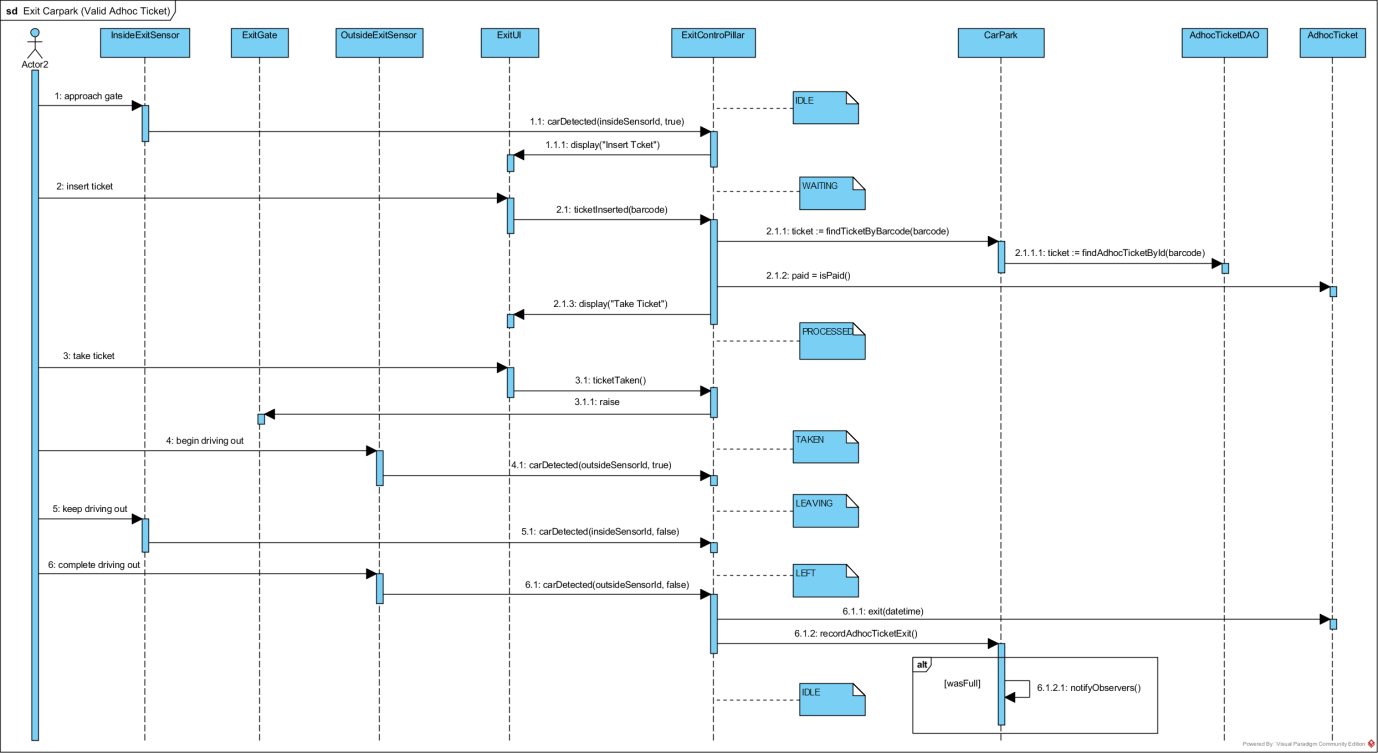 sd Exit Carpark (Valid Adhoc Ticket)
InsideExitSensor
ExitGate
OutsideExitSensor
ExitUI
ExitControPillar
CarPark
AdhocTicketDAO
AdhocTicket
Actor2
1: approach gate
IDLE
1.1: carDetected(insideSensorId, true)
1.1.1: display("Insert Tcket")
2: insert ticket
WAITING
2.1: ticketInserted(barcode)
2.1.1: ticket := findTicketByBarcode(barcode)
2.1.1.1: ticket := findAdhocTicketById(barcode)
2.1.2: paid = isPaid()
2.1.3: display("Take Ticket")
PROCESSED
3: take ticket
3.1: ticketTaken()
3.1.1: raise
4: begin driving out
TAKEN
4.1: carDetected(outsideSensorId, true)
LEAVING
5: keep driving out
5.1: carDetected(insideSensorId, false)
6: complete driving out
LEFT
6.1: carDetected(outsideSensorId, false)
6.1.1: exit(datetime)
6.1.2: recordAdhocTicketExit()
alt
[wasFull]
6.1.2.1: notifyObservers()
IDLE
Powered By Visual Paradigm Community Edition